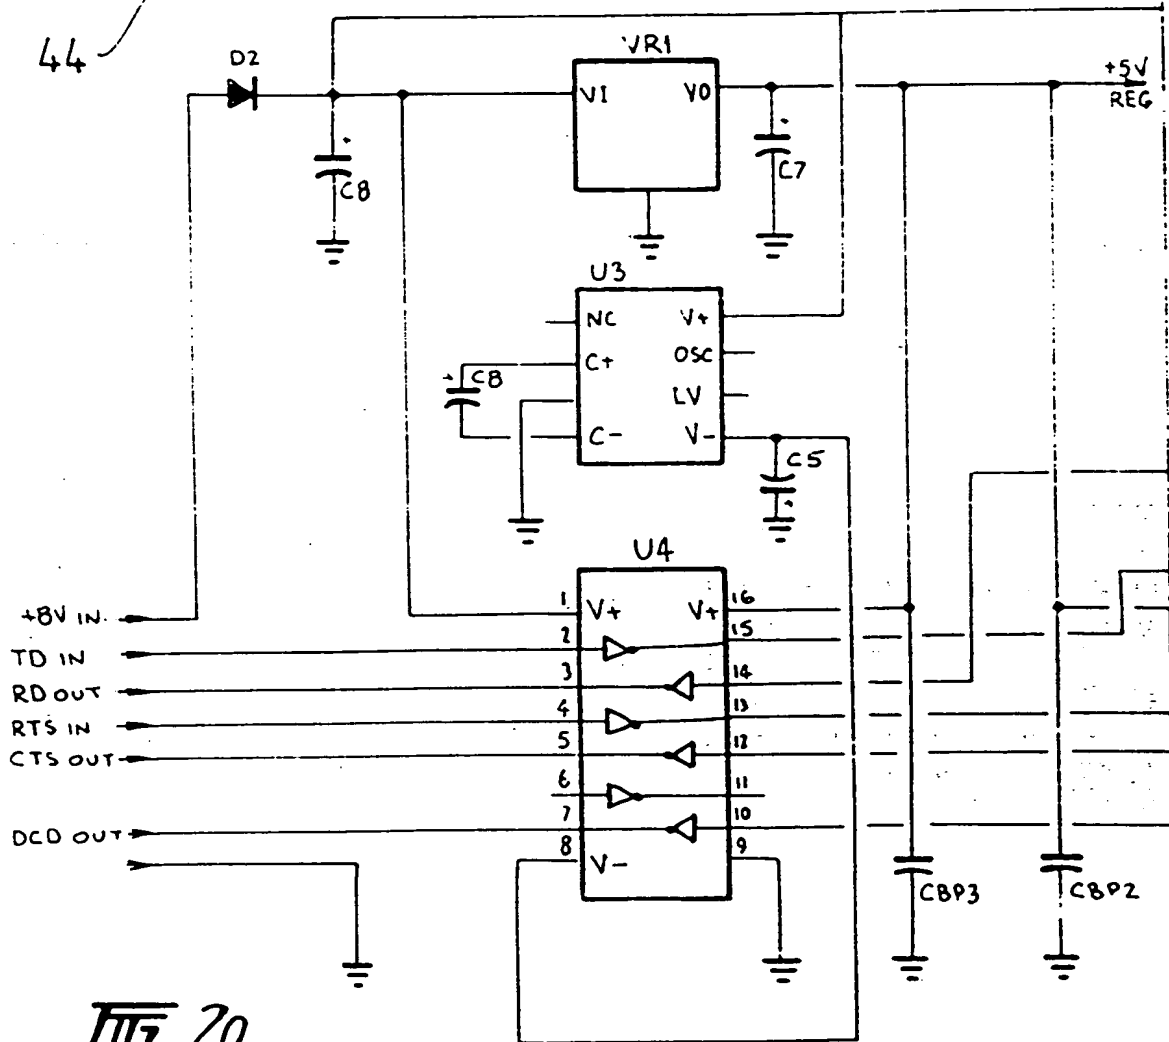 44
D2
VR1
VI
VO
+5V
REG
C8
C7
U3
NC
V+
C+
OSC
C8
LV
C-
V-
C5
U4
+8V IN
1
V+
V+
16
TD IN
2
15
RD OUT
3
14
RTS IN
4
13
CTS OUT
5
12
6
11
DCD OUT
7
10
8
V-
9
CBP3
CBP2
FIG 20